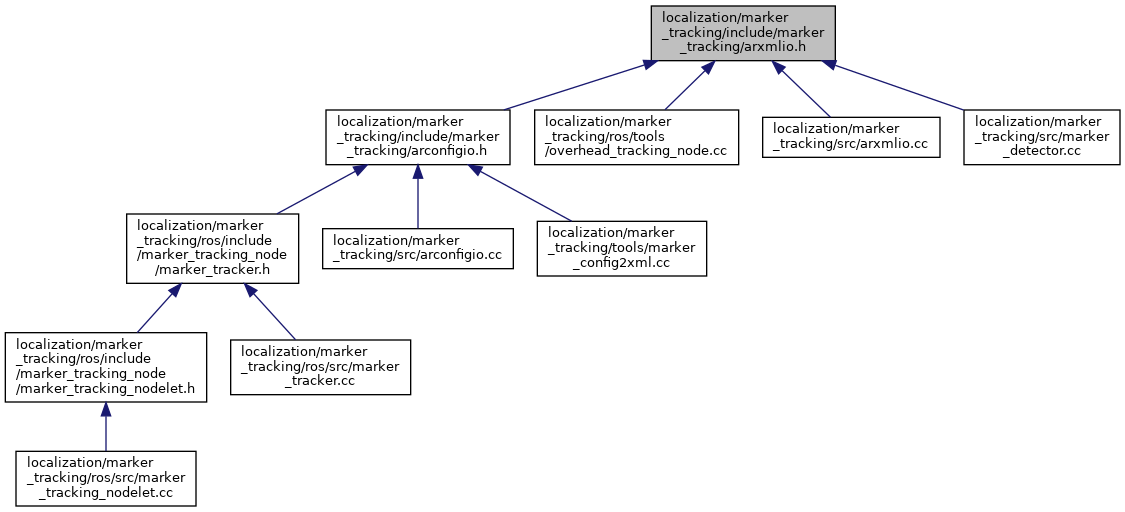 localization/marker
_tracking/include/marker
_tracking/arxmlio.h
localization/marker
_tracking/include/marker
_tracking/arconfigio.h
localization/marker
_tracking/ros/tools
/overhead_tracking_node.cc
localization/marker
_tracking/src/arxmlio.cc
localization/marker
_tracking/src/marker
_detector.cc
localization/marker
_tracking/ros/include
/marker_tracking_node
/marker_tracker.h
localization/marker
_tracking/src/arconfigio.cc
localization/marker
_tracking/tools/marker
_config2xml.cc
localization/marker
_tracking/ros/include
/marker_tracking_node
/marker_tracking_nodelet.h
localization/marker
_tracking/ros/src/marker
_tracker.cc
localization/marker
_tracking/ros/src/marker
_tracking_nodelet.cc